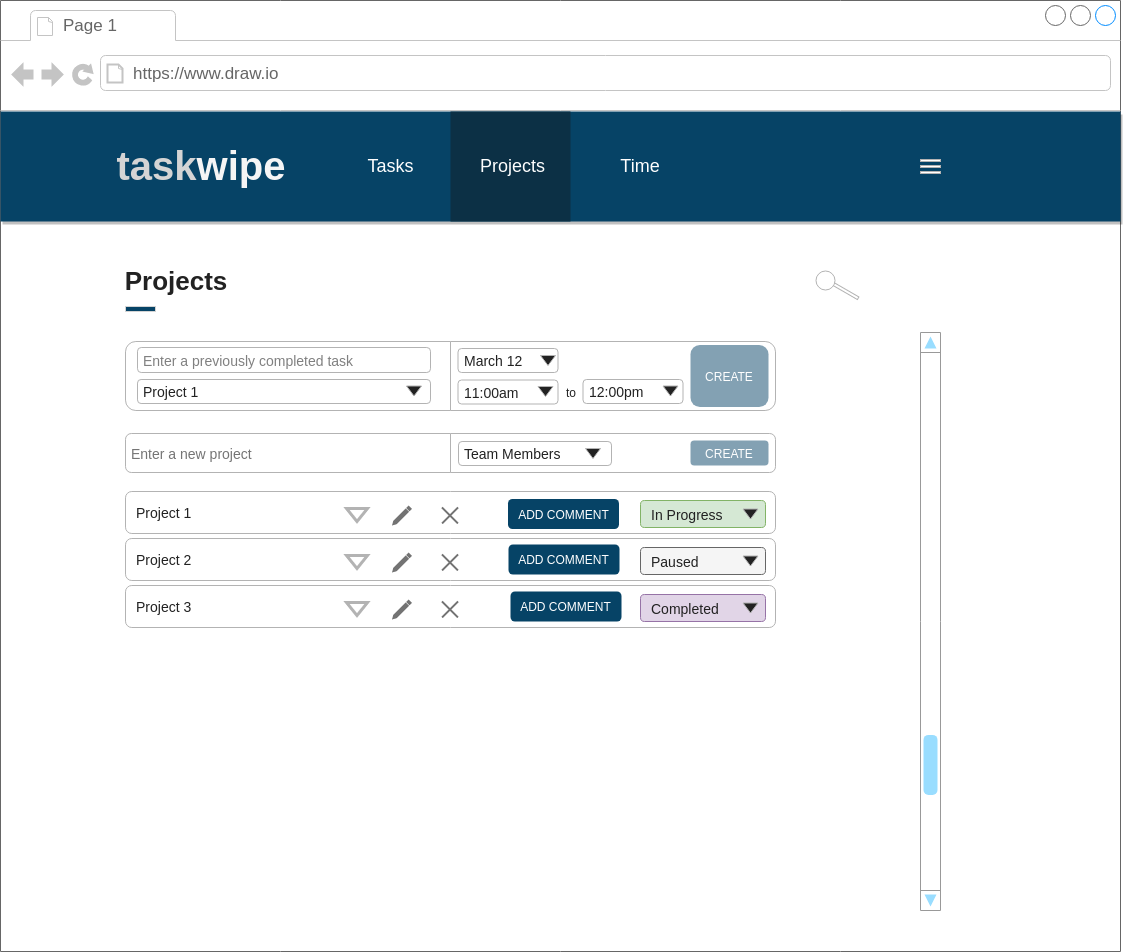 Page 1
https://www.draw.io
taskwipe Tasks Projects Time
Projects
Enter a previously completed task March 12
CREATE
Project 1 11:00am to 12:00pm
Enter a new project Team Members CREATE
Project 1 ADD COMMENT In Progress
Project 2 ADD COMMENT Paused
Project 3 ADD COMMENT Completed